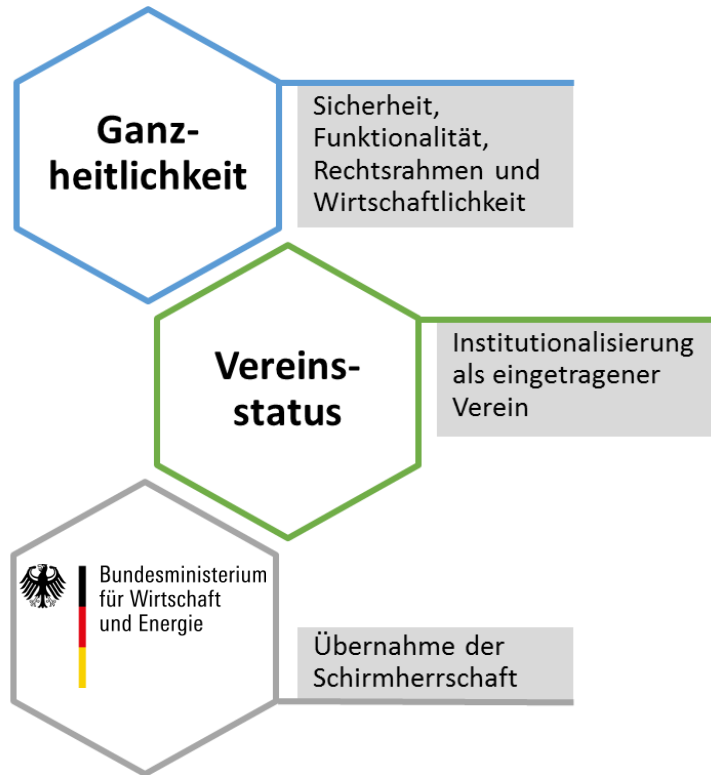 Ganz-
heitlichkeit
Sicherheit,
Funktionalität,
Rechtsrahmen und
Wirtschaftlichkeit
Vereins-
status
Institutionalisierung
als eingetragener
Verein
Bundesministerium
für Wirtschaft
und Energie
Übernahme der
Schirmherrschaft